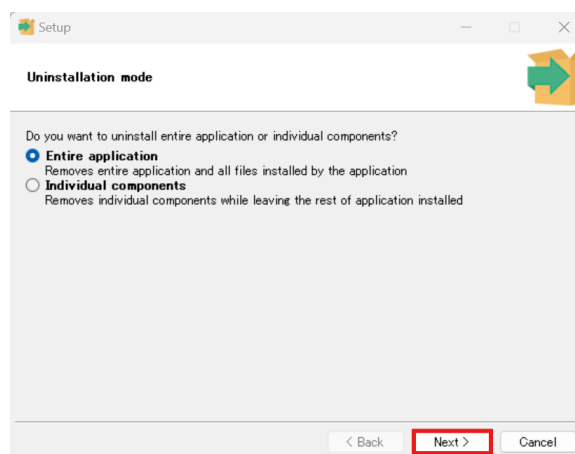 Setup
Uninstallation mode
Do you want to uninstall entire application or individual components?
Entire application
Removes entire application and all files installed by the application
Individual components
Removes individual components while leaving the rest of application installed
< Back
Next >
Cancel